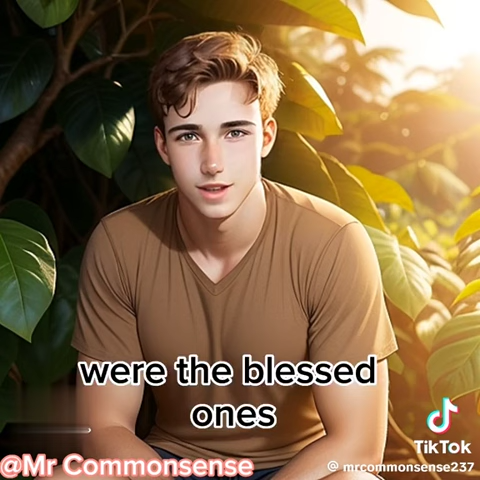 were the blessed
ones
TikTok
@Mr Commonsense
@ mrcommonsense237